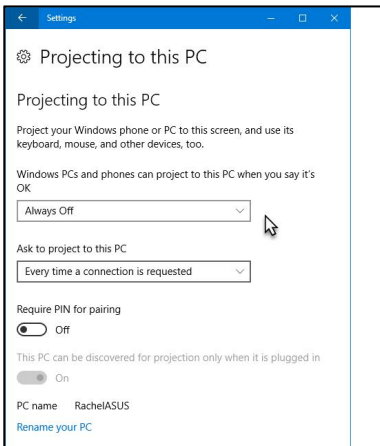 Settings
Projecting to this PC
Projecting to this PC
Project your Windows phone or PC to this screen, and use its
keyboard, mouse, and other devices, too.
Windows PCs and phones can project to this PC when you say it's
OK
Always Off
Ask to project to this PC
Every time a connection is requested
Require PIN for pairing
Off
This PC can be discovered for projection only when it is plugged in
On
PC name RachelASUS
Rename your PC